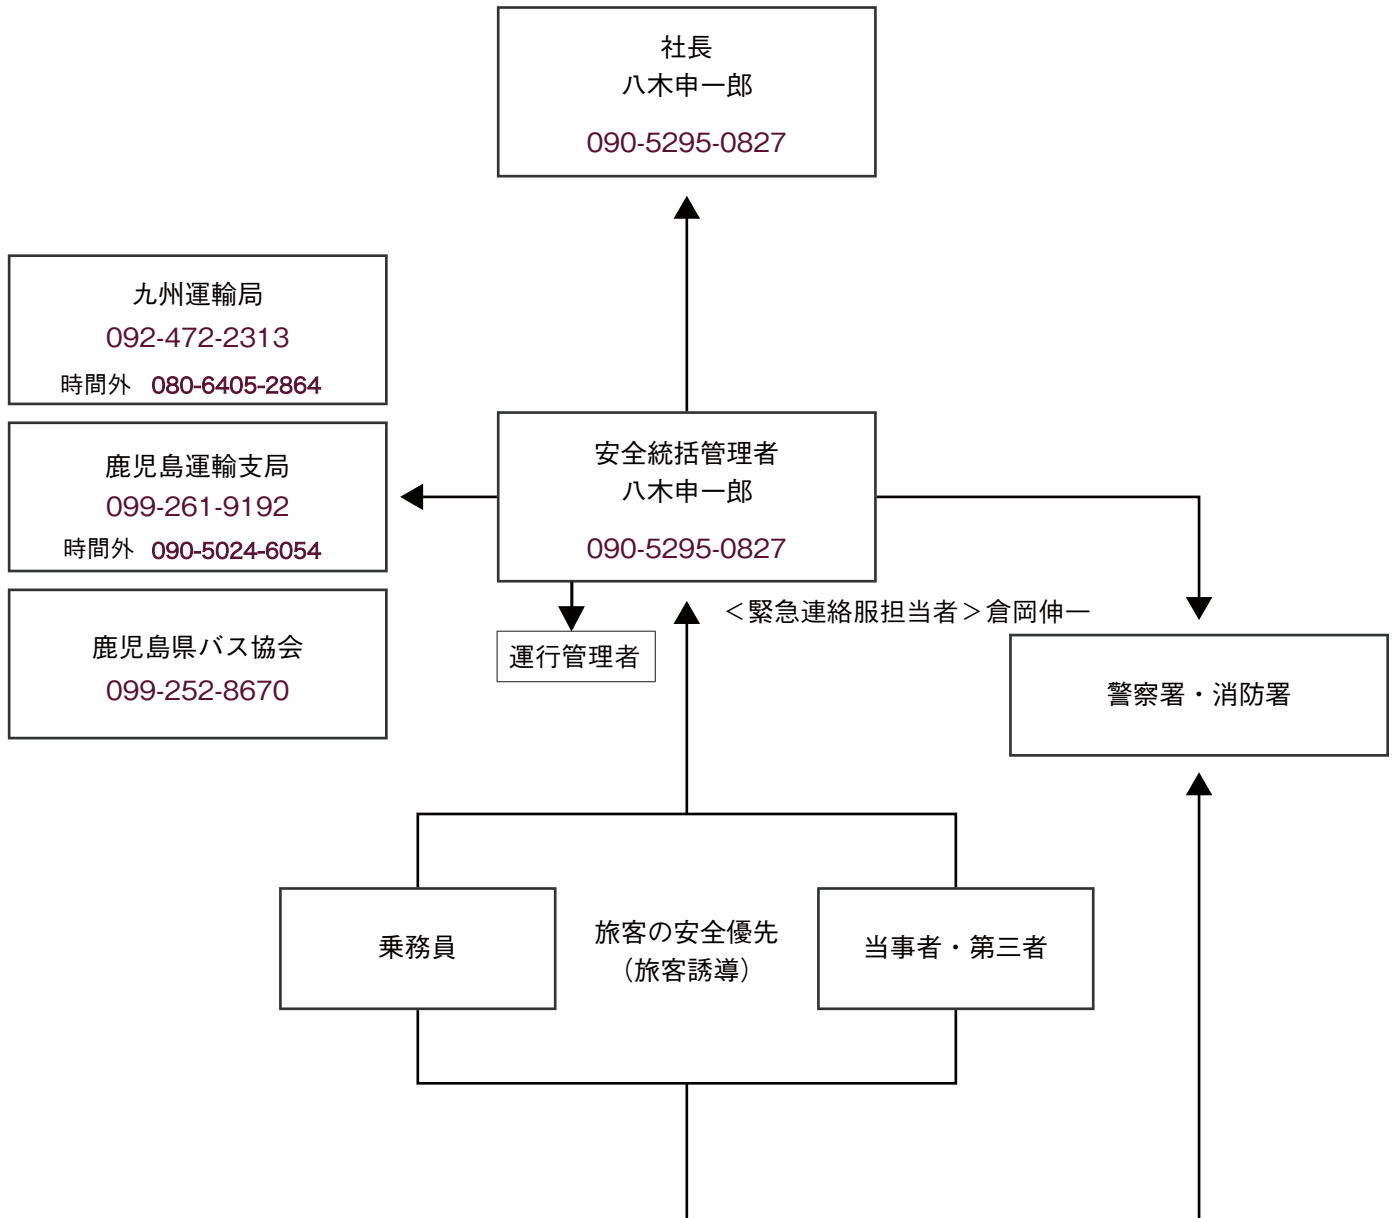 社長
八木申一郎
090-5295-0827
九州運輸局
092-472-2313
時間外 080-6405-2864
鹿児島運輸支局
099-261-9192
時間外 090-5024-6054
鹿児島県バス協会
099-252-8670
安全統括管理者
八木申一郎
090-5295-0827
＜緊急連絡服担当者＞倉岡伸一
運行管理者
警察署・消防署
乗務員
旅客の安全優先
（旅客誘導）
当事者・第三者